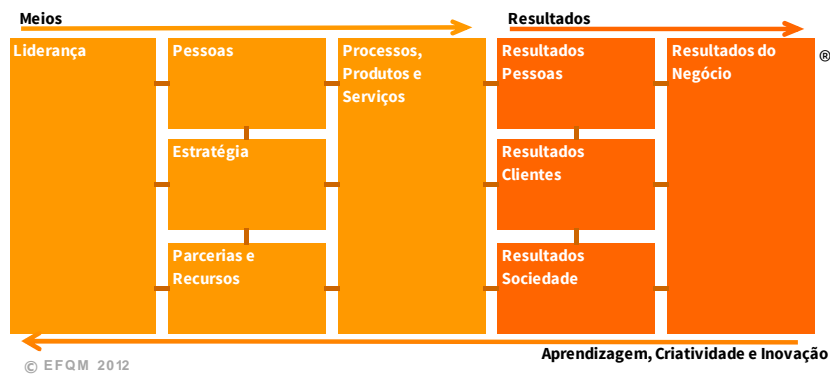 Meios
Resultados
Liderança
Pessoas
Processos,
Produtos e
Serviços
Resultados
Pessoas
Resultados do
Negócio
®
Estratégia
Resultados
Clientes
Parcerias e
Recursos
Resultados
Sociedade
Aprendizagem, Criatividade e Inovação
© EFQM 2012